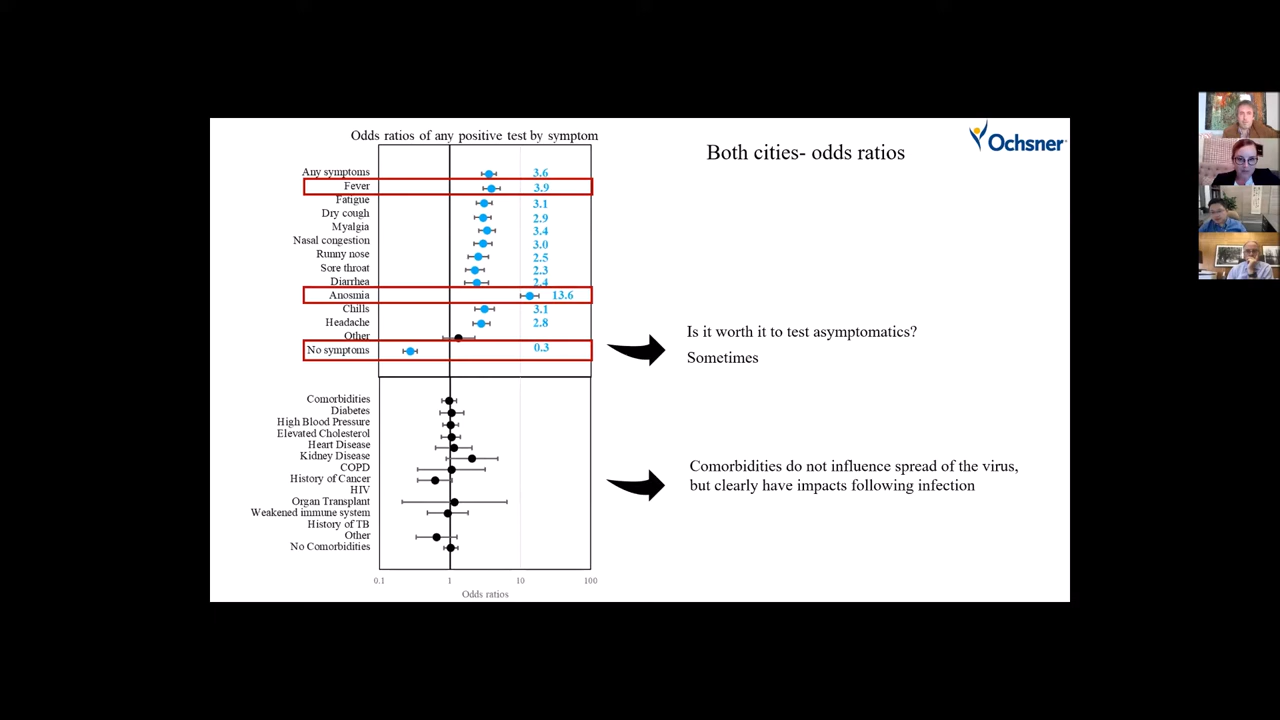 Odds ratios of any positive test by symptom
Ochsner
Both cities- odds ratios
Any symptoms 3.6
Fever 3.9
Fatigue 3.1
Dry cough 2.9
Myalgia 3.4
Nasal congestion 3.0
Runny nose 2.5
Sore throat 2.3
Diarrhea 2.4
Anosmia 13.6
Chills 3.1
Headache 2.8
Other
No symptoms 0.3
Is it worth it to test asymptomatics?
Sometimes
Comorbidities
Diabetes
High Blood Pressure
Elevated Cholesterol
Heart Disease
Kidney Disease
COPD
History of Cancer
HIV
Organ Transplant
Weakened immune system
History of TB
Other
No Comorbidities
Comorbidities do not influence spread of the virus,
but clearly have impacts following infection
0.1 1 10 100
Odds ratios